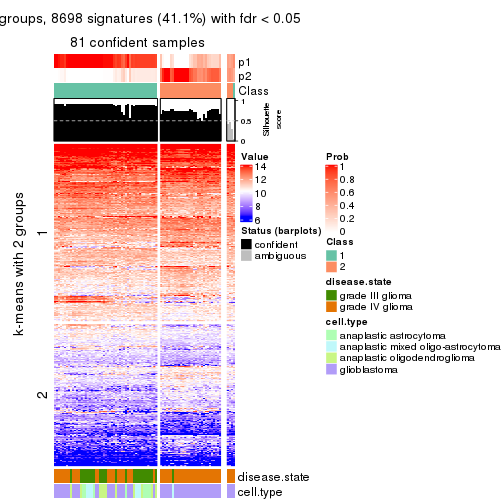 groups, 8698 signatures (41.1%) with fdr < 0.05
81 confident samples
p1
p2
Class
1
0.5
0
Silhouette
score
k-means with 2 groups
1
2
Value
14
12
10
8
6
Status (barplots)
confident
ambiguous
Prob
1
0.8
0.6
0.4
0.2
0
Class
1
2
disease.state
grade III glioma
grade IV glioma
cell.type
anaplastic astrocytoma
anaplastic mixed oligo-astrocytoma
anaplastic oligodendroglioma
glioblastoma
disease.state
cell.type